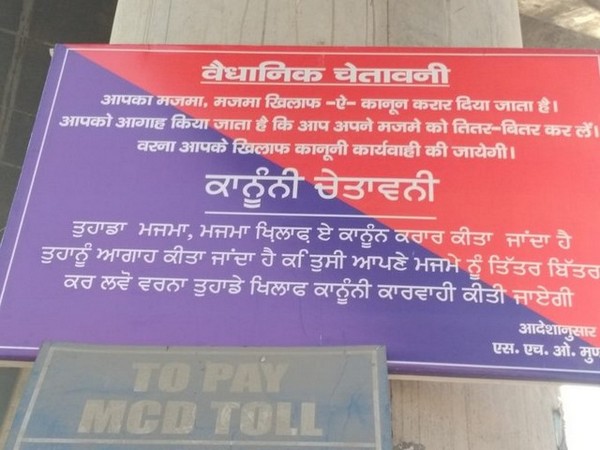 वैधानिक चेतावनी
आपका मजमा, मजमा खिलाफ -ऐ- कानून करार दिया जाता है।
आपको आगाह किया जाता है कि आप अपने मजमे को तितर-बितर कर लें।
वरना आपके खिलाफ कानूनी कार्यवाही की जायेगी।
ਕਾਨੂੰਨੀ ਚੇਤਾਵਨੀ
ਤੁਹਾਡਾ ਮਜਮਾ, ਮਜਮਾ ਖ਼ਿਲਾਫ਼ ਏ ਕਾਨੂੰਨ ਕਰਾਰ ਕੀਤਾ ਜਾਂਦਾ ਹੈ
ਤੁਹਾਨੂੰ ਆਗਾਹ ਕੀਤਾ ਜਾਂਦਾ ਹੈ ਕਿ ਤੁਸੀ ਆਪਣੇ ਮਜਮੇ ਨੂੰ ਤਿੱਤਰ ਬਿੱਤਰ
ਕਰ ਲਵੋ ਵਰਨਾ ਤੁਹਾਡੇ ਖਿਲਾਫ ਕਾਨੂੰਨੀ ਕਾਰਵਾਹੀ ਕੀਤੀ ਜਾਏਗੀ
आदेशानुसार
एस. एच. ओ.
TO PAY
MCD TOLL